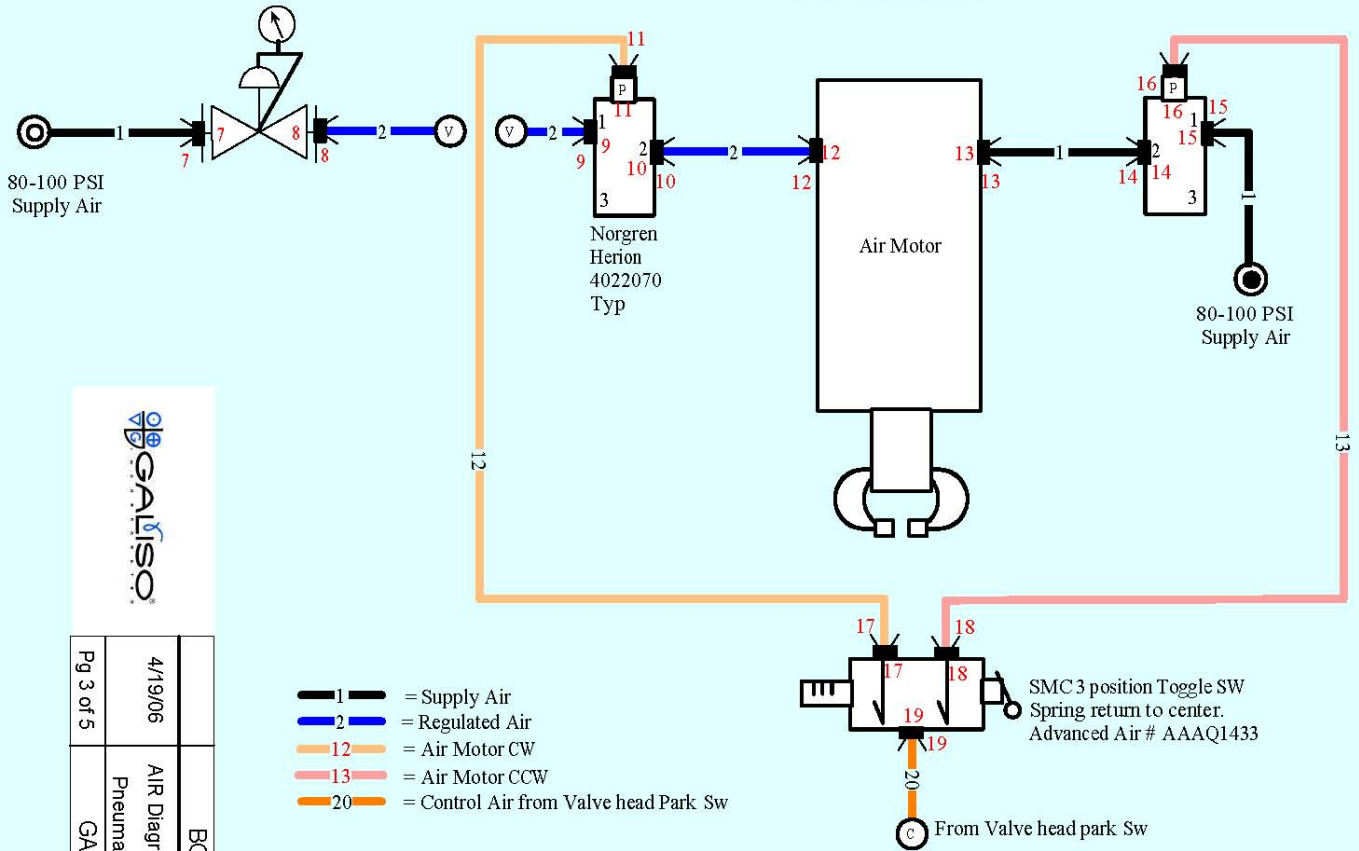 11
1
7
8
2
V
V
2
7
8
80-100 PSI
Supply Air
P
11
1
9
9
2
10
10
3
2
12
12
Norgren
Herion
4022070
Typ
Air Motor
13
13
1
16
P
16
15
1
15
2
14
14
3
1
80-100 PSI
Supply Air
12
13
17
18
17
18
19
19
20
C
From Valve head park Sw
SMC 3 position Toggle SW
Spring return to center.
Advanced Air # AAAQ1433
1 = Supply Air
2 = Regulated Air
12 = Air Motor CW
13 = Air Motor CCW
20 = Control Air from Valve head Park Sw
G
GALISO®
4/19/06
Pg 3 of 5
AIR Diagr
Pneuma
GA